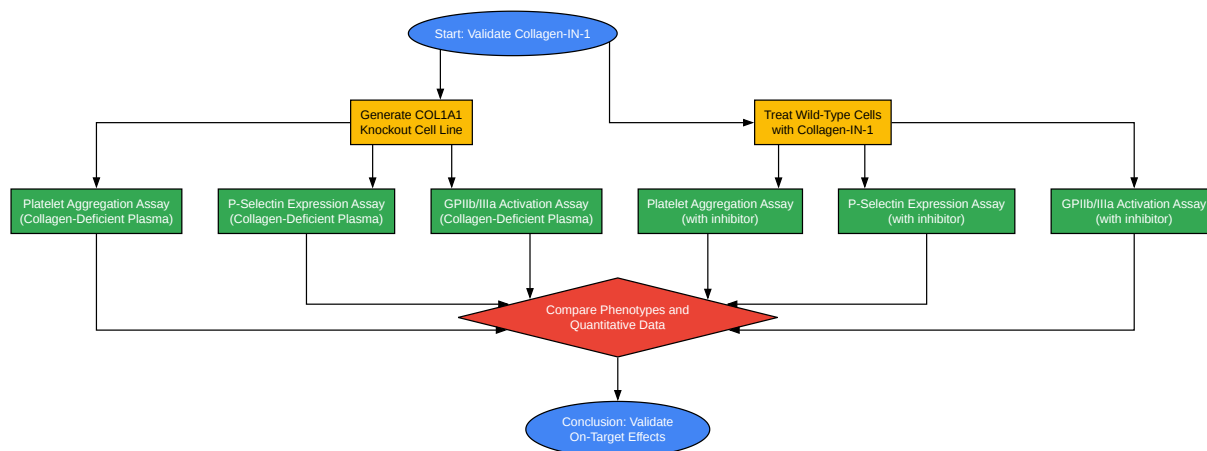 Start: Validate Collagen-IN-1
Generate COL1A1
Knockout Cell Line
Treat Wild-Type Cells
with Collagen-IN-1
Platelet Aggregation Assay
(Collagen-Deficient Plasma)
P-Selectin Expression Assay
(Collagen-Deficient Plasma)
GPIIb/IIIa Activation Assay
(Collagen-Deficient Plasma)
Platelet Aggregation Assay
(with inhibitor)
P-Selectin Expression Assay
(with inhibitor)
GPIIb/IIIa Activation Assay
(with inhibitor)
Compare Phenotypes and
Quantitative Data
Conclusion: Validate
On-Target Effects